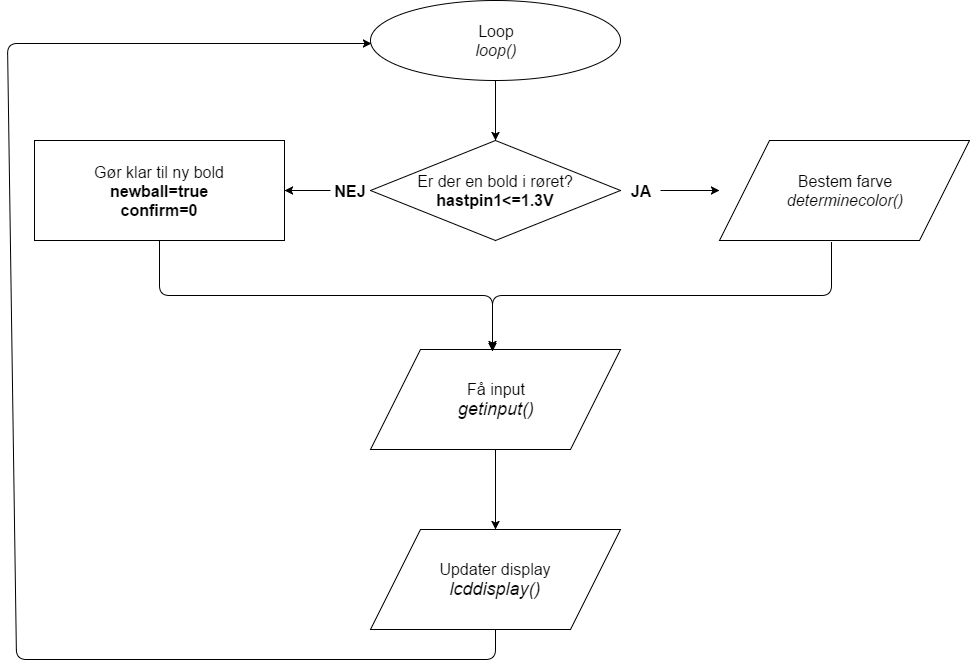 Loop
loop()
Er der en bold i røret?
hastpin1<=1.3V
NEJ
JA
Gør klar til ny bold
newball=true
confirm=0
Bestem farve
determinecolor()
Få input
getinput()
Updater display
lcddisplay()